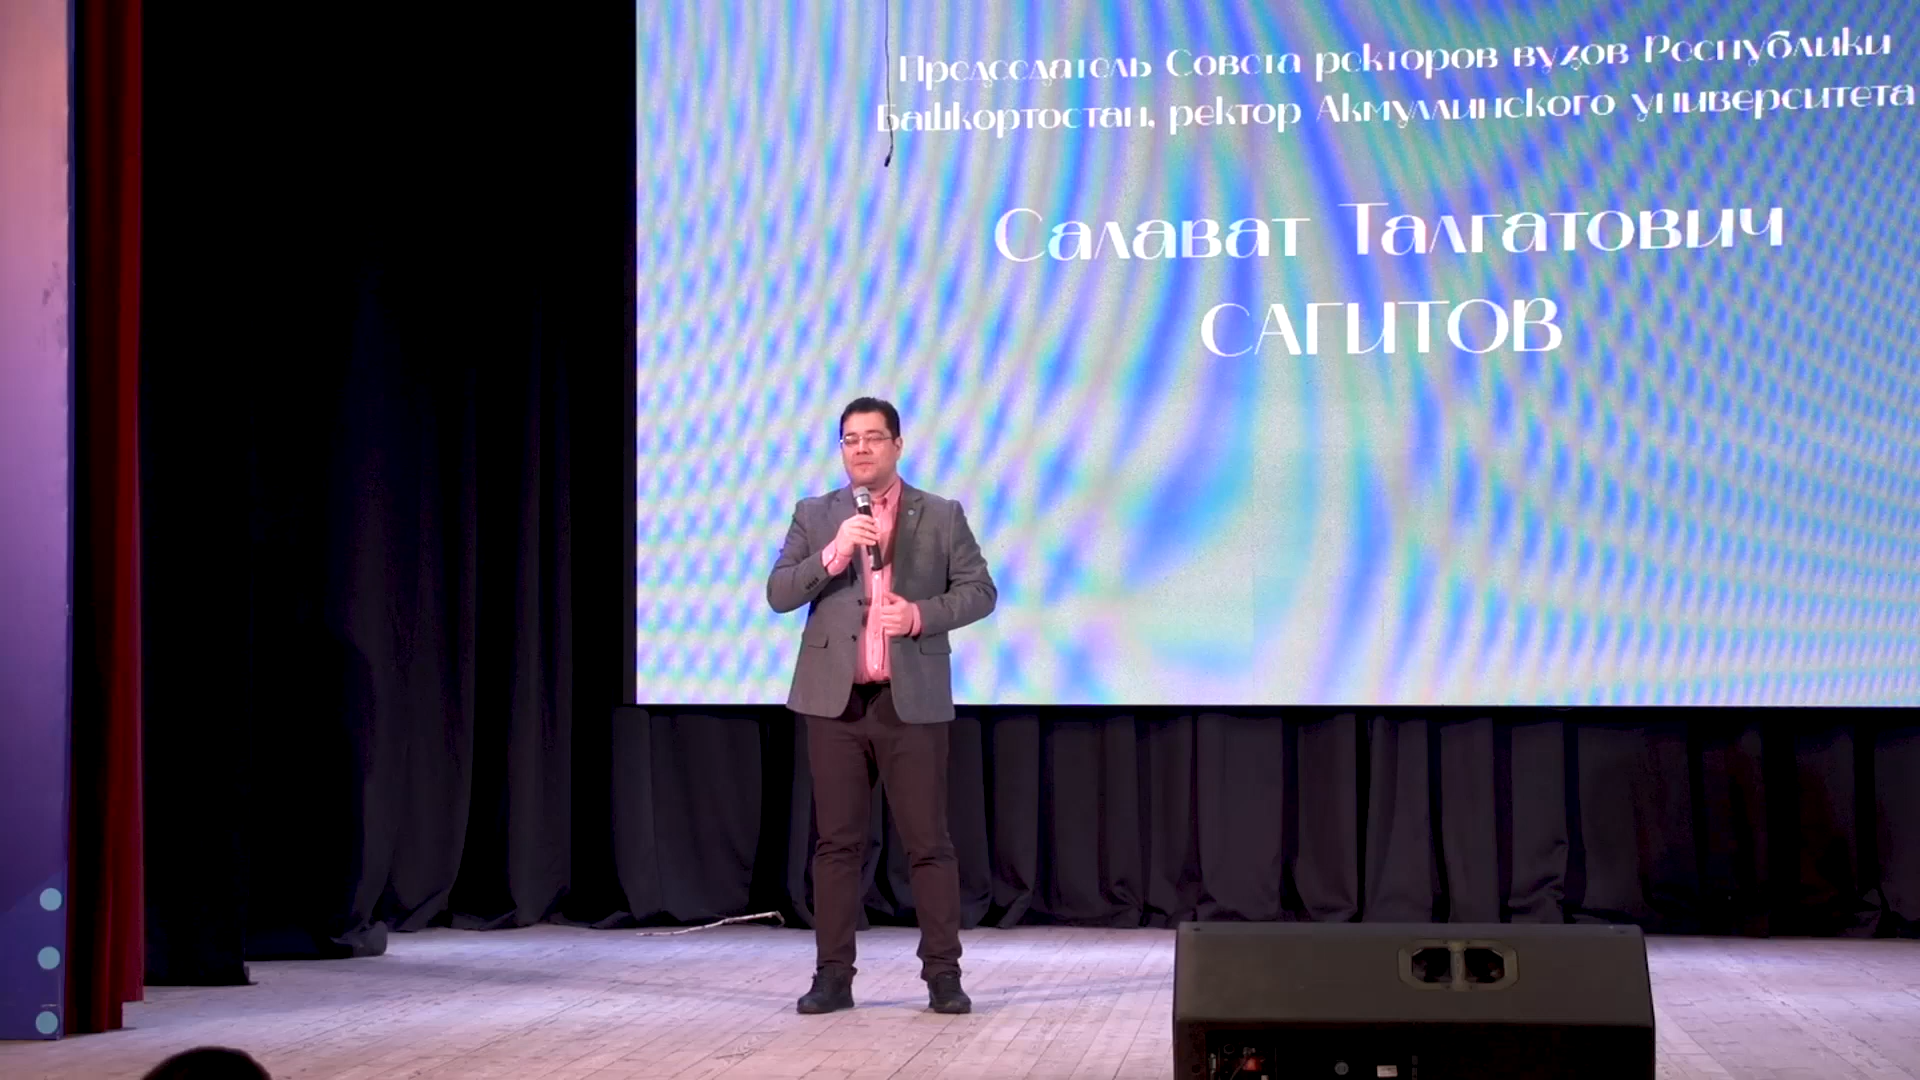 Председатель Совета ректоров вузов Республики
Башкортостан, ректор Акмуллинского университета
Салават Талгатович
САГИТОВ